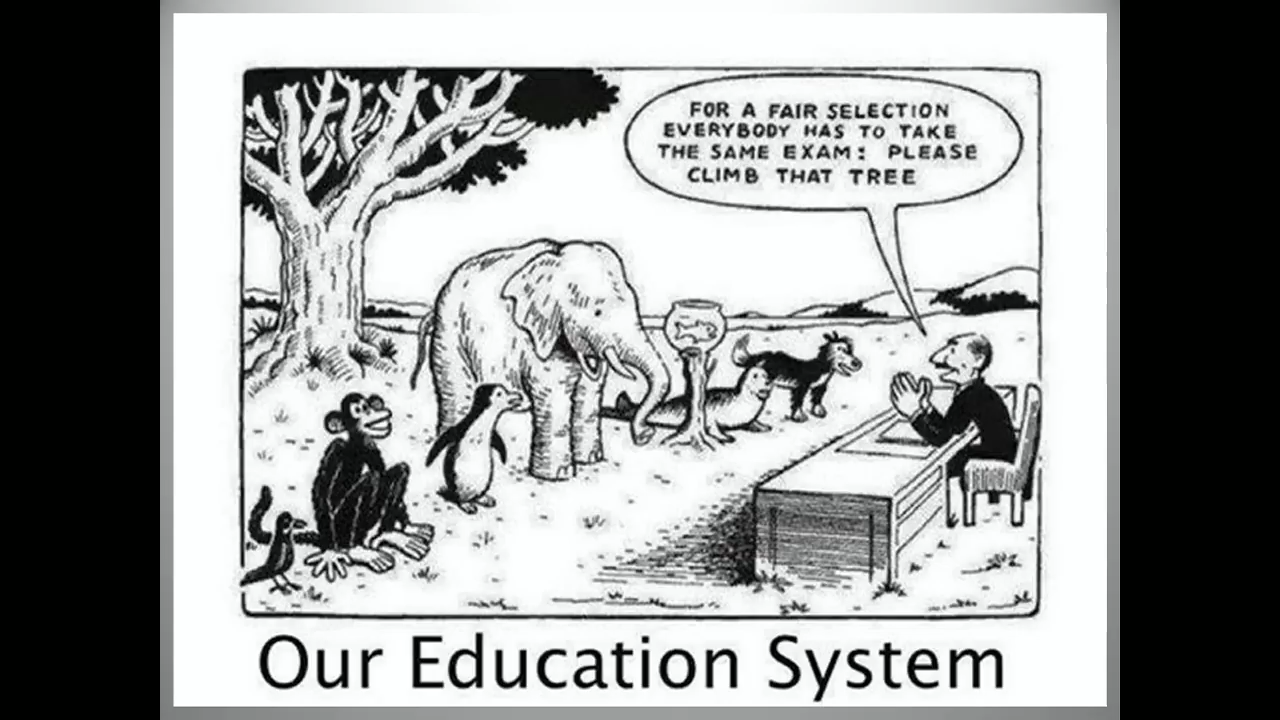 FOR A FAIR SELECTION
EVERYBODY HAS TO TAKE
THE SAME EXAM: PLEASE
CLIMB THAT TREE
Our Education System